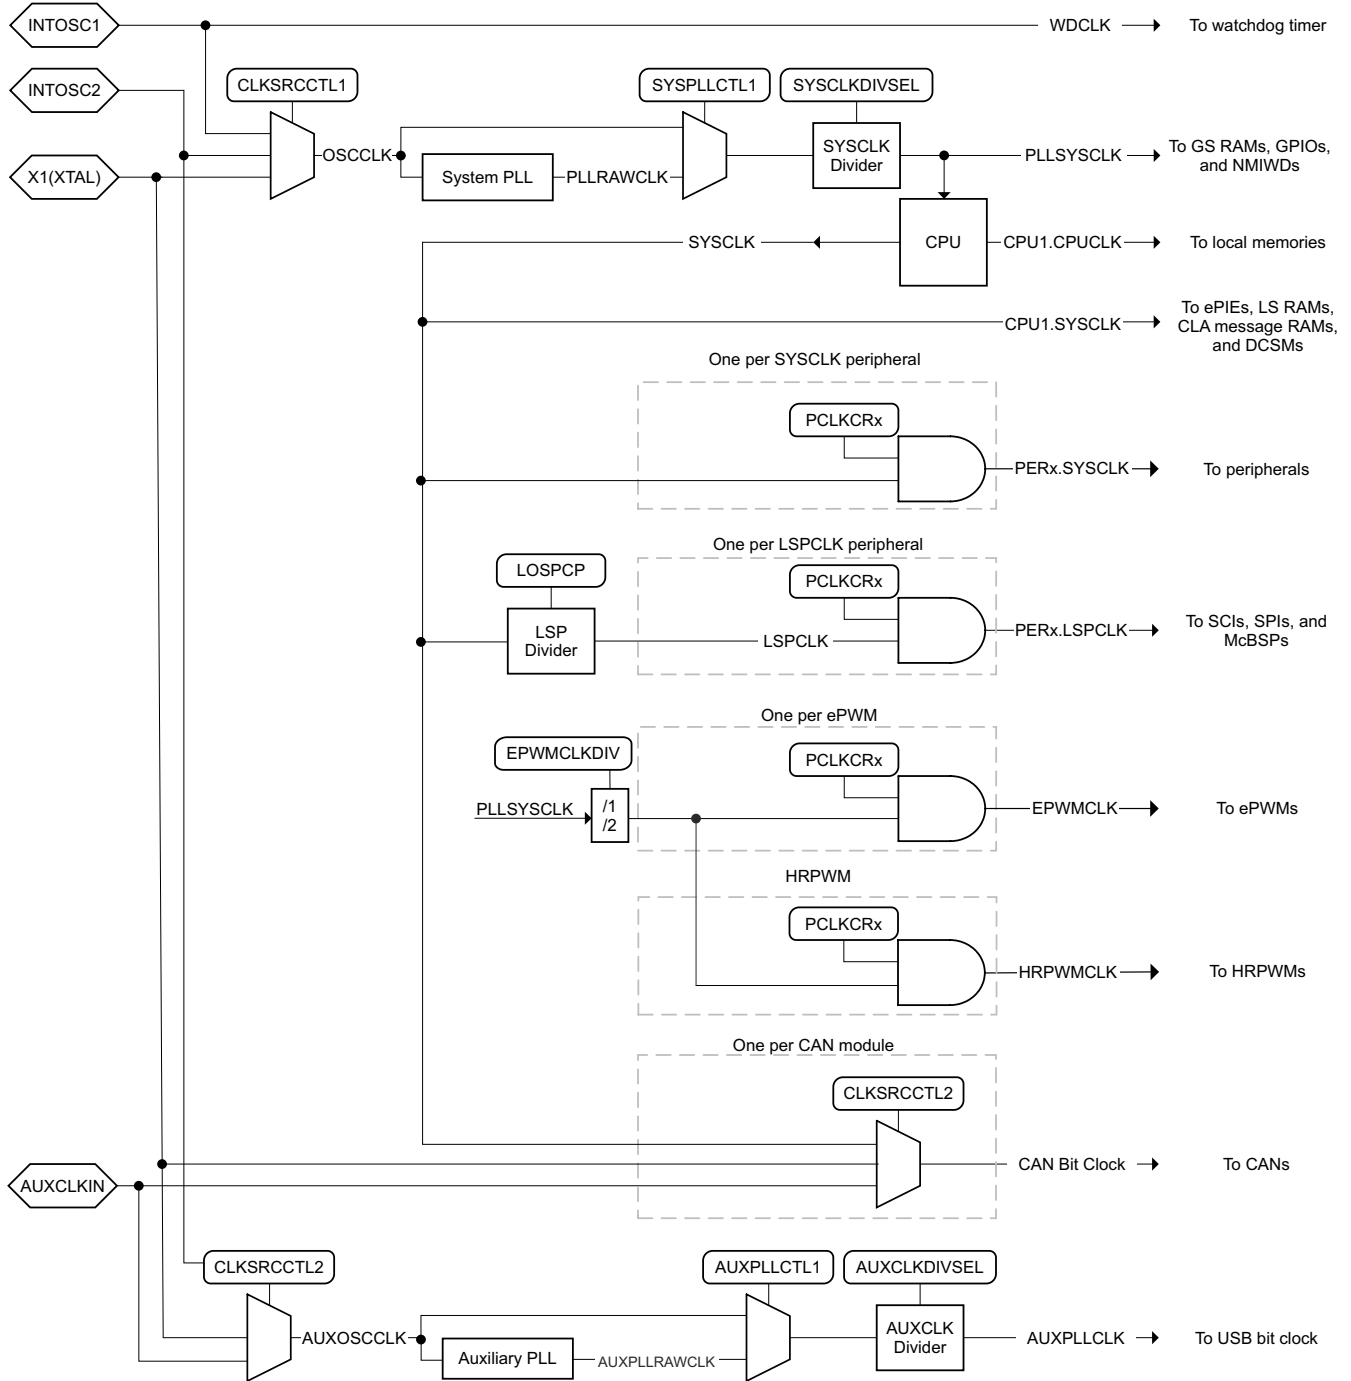 INTOSC1
WDCLK
To watchdog timer
INTOSC2
CLKSRCCTL1
SYSPLLCTL1
SYSCLKDIVSEL
X1(XTAL)
OSCCLK
System PLL
PLLRAWCLK
SYSCLK
Divider
PLLSYSCLK
To GS RAMs, GPIOs,
and NMIWDs
SYSCLK
CPU
CPU1.CPUCLK
To local memories
CPU1.SYSCLK
To ePIEs, LS RAMs,
CLA message RAMs,
and DCSMs
One per SYSCLK peripheral
PCLKCRx
PERx.SYSCLK
To peripherals
One per LSPCLK peripheral
LOSPCP
PCLKCRx
LSP
Divider
LSPCLK
PERx.LSPCLK
To SCIs, SPIs, and
McBSPs
One per ePWM
EPWMCLKDIV
PCLKCRx
PLLSYSCLK
/1
/2
EPWMCLK
To ePWMs
HRPWM
PCLKCRx
HRPWMCLK
To HRPWMs
One per CAN module
CLKSRCCTL2
CAN Bit Clock
To CANs
AUXCLKIN
CLKSRCCTL2
AUXPLLCTL1
AUXCLKDIVSEL
AUXOSCCLK
Auxiliary PLL
AUXPLLRAWCLK
AUXCLK
Divider
AUXPLLCLK
To USB bit clock